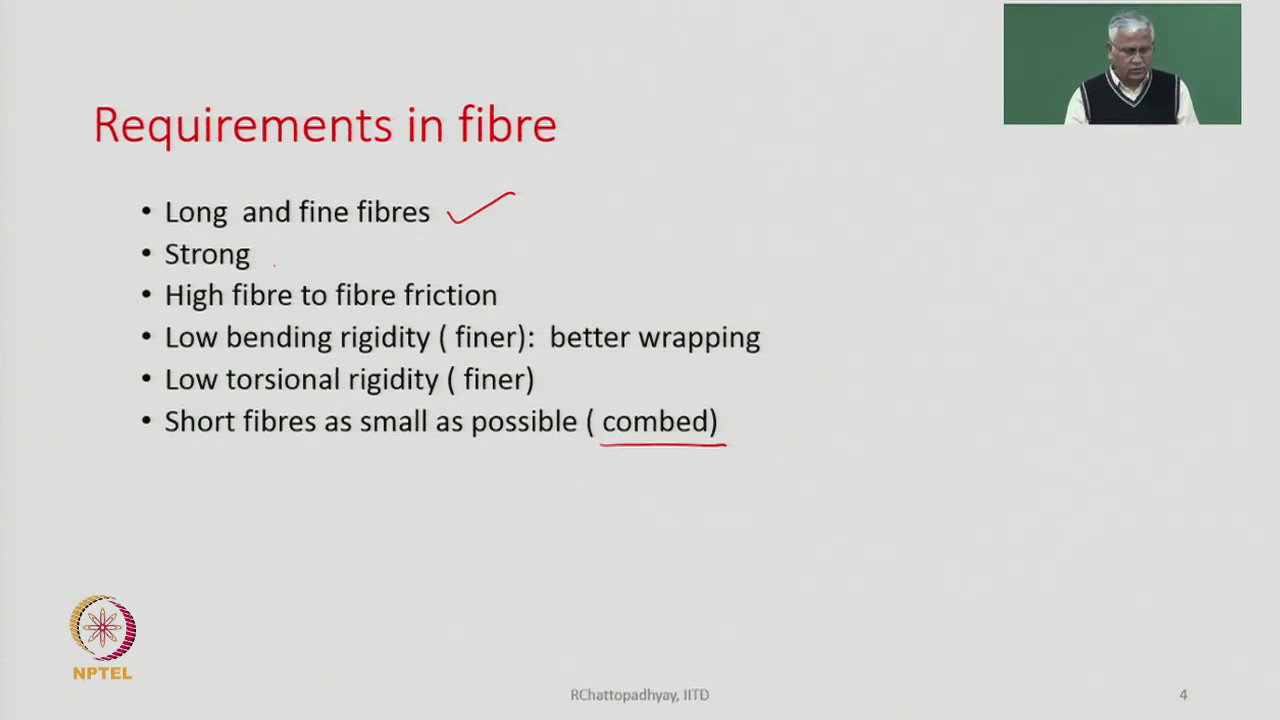 Requirements in fibre
• Long and fine fibres
• Strong
• High fibre to fibre friction
• Low bending rigidity ( finer): better wrapping
• Low torsional rigidity ( finer)
• Short fibres as small as possible ( combed)
NPTEL
RChattopadhyay, IITD
4